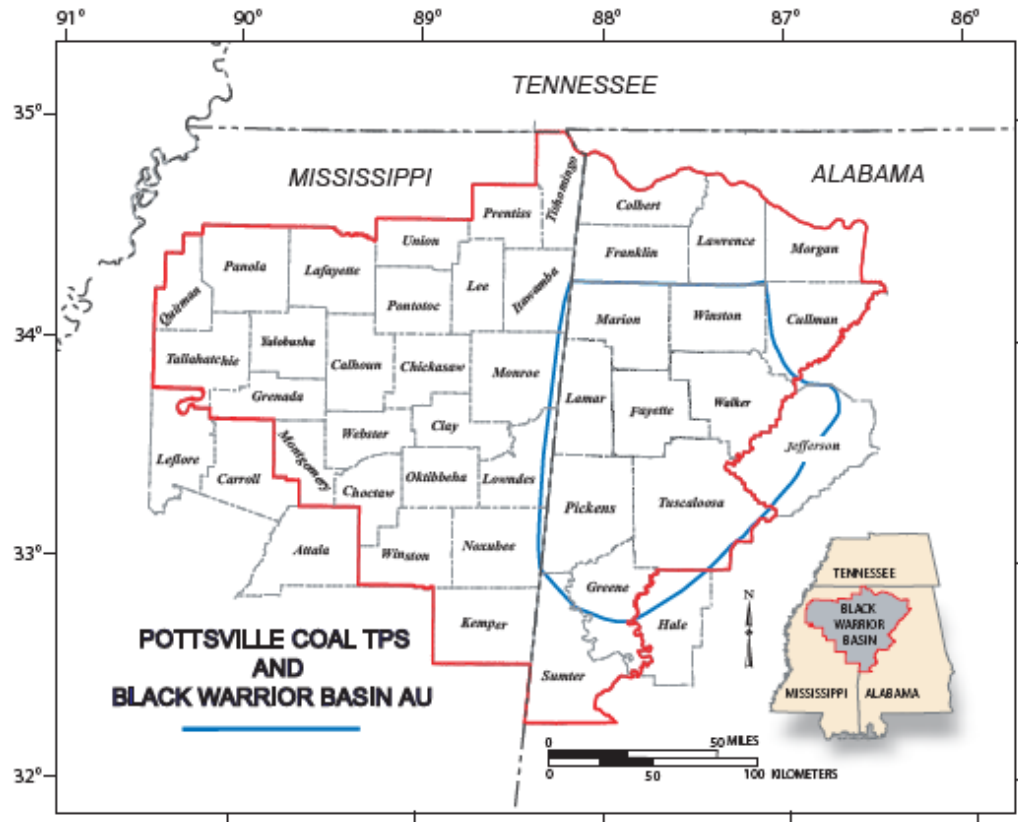 91° 90° 89° 88° 87° 86°
35°
34°
33°
32°
TENNESSEE
MISSISSIPPI
ALABAMA
Tishomingo
Prentiss
Colbert
Union
Lawrence
Morgan
Panola
Lafayette
Franklin
Lee
Itawamba
Quitman
Pontotoc
Marion
Winston
Cullman
Yalobusha
Tallahatchie
Calhoun
Chickasaw
Monroe
Grenada
Lamar
Fayette
Walker
Clay
Webster
Jefferson
Montgomery
Leflore
Carroll
Choctaw
Oktibbeha
Lowndes
Pickens
Tuscaloosa
Attala
Winston
Noxubee
Greene
Kemper
Hale
Sumter
POTTSVILLE COAL TPS
AND
BLACK WARRIOR BASIN AU
N
0 50 MILES
0 50 100 KILOMETERS
TENNESSEE
BLACK
WARRIOR
BASIN
MISSISSIPPI ALABAMA